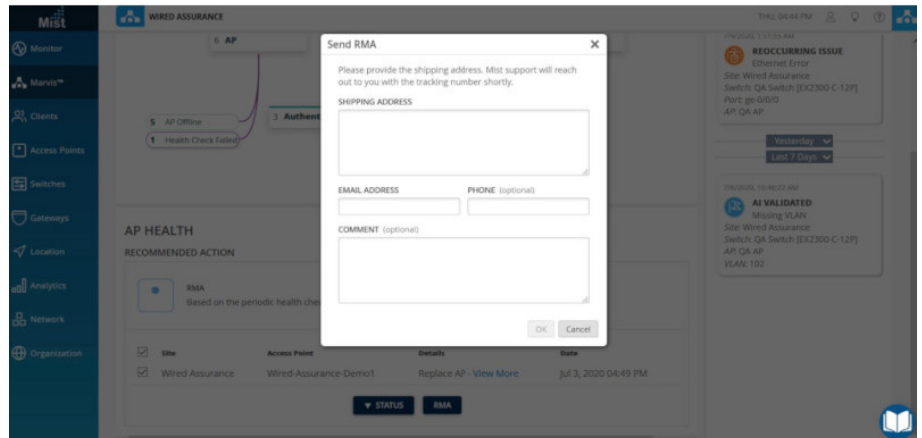 Mist
WIRED ASSURANCE
THU, 04:44 PM
Monitor
Marvis™
Clients
Access Points
Switches
Gateways
Location
Analytics
Network
Organization
6 AP
5 AP Offline
1 Health Check Failed
3 Authent
Send RMA
Please provide the shipping address. Mist support will reach
out to you with the tracking number shortly.
SHIPPING ADDRESS
EMAIL ADDRESS
PHONE (optional)
COMMENT (optional)
OK
Cancel
AP HEALTH
RECOMMENDED ACTION
RMA
Based on the periodic health chec
Site Access Point Details Date
Wired Assurance Wired-Assurance-Demo1 Replace AP - View More Jul 3, 2020 04:49 PM
STATUS
RMA
REOCCURRING ISSUE
Ethernet Error
Site: Wired Assurance
Switch: QA Switch [EX2300-C-12P]
Port: ge-0/0/0
AP: QA AP
Yesterday
Last 7 Days
AI VALIDATED
Missing VLAN
Site: Wired Assurance
Switch: QA Switch [EX2300-C-12P]
AP: QA AP
VLAN: 102